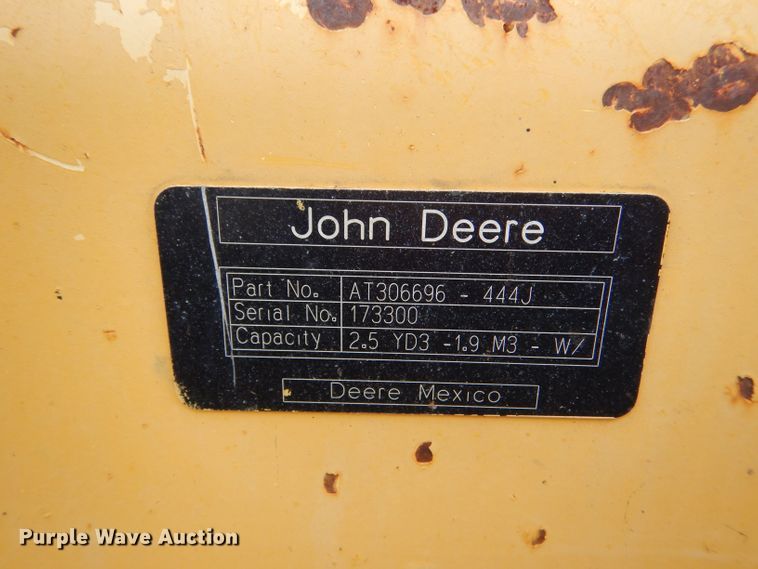 John Deere
Part No. AT306696 - 444J
Serial No. 173300
Capacity 2.5 YD3 -1.9 M3 - W/
Deere Mexico
Purple Wave Auction